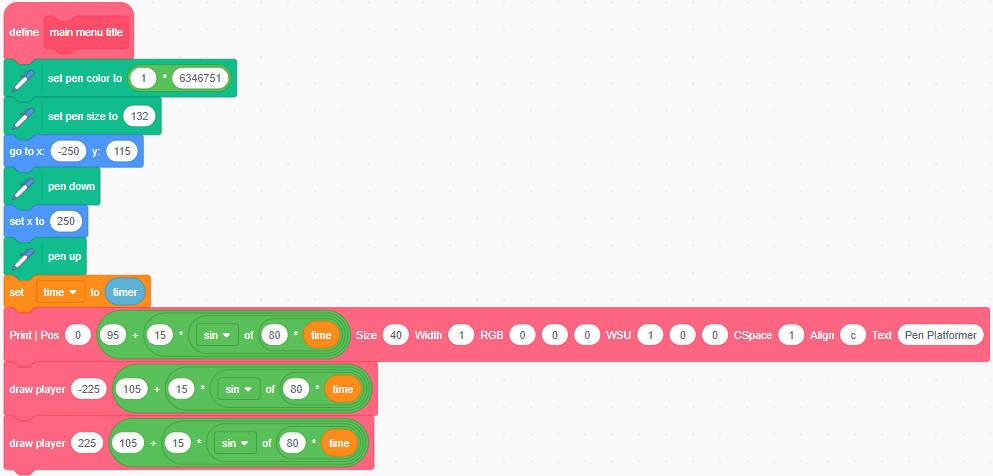 define main menu title
set pen color to 1 * 6346751
set pen size to 132
go to x: -250 y: 115
pen down
set x to 250
pen up
set time to timer
Print | Pos 0 95 + 15 * sin of 80 * time Size 40 Width 1 RGB 0 0 0 WSU 1 0 0 CSpace 1 Align c Text Pen Platformer
draw player -225 105 + 15 * sin of 80 * time
draw player 225 105 + 15 * sin of 80 * time